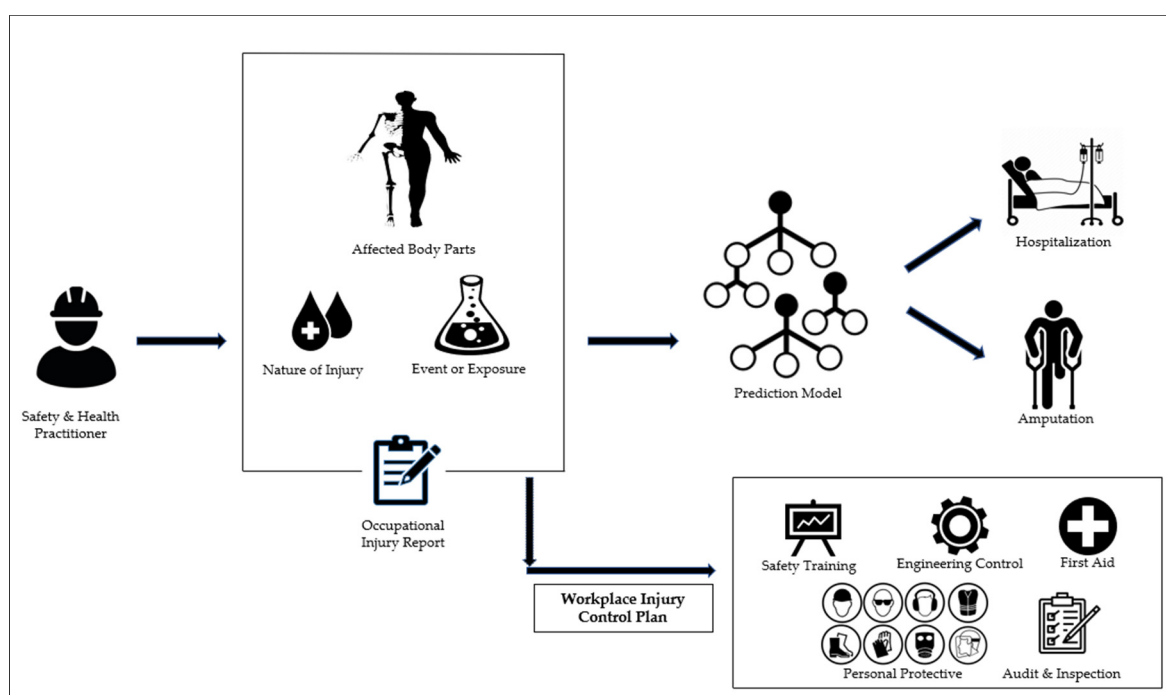 Affected Body Parts
Nature of Injury
Event or Exposure
Safety & Health
Practitioner
Occupational
Injury Report
Prediction Model
Hospitalization
Amputation
Workplace Injury
Control Plan
Safety Training
Engineering Control
First Aid
Personal Protective
Audit & Inspection